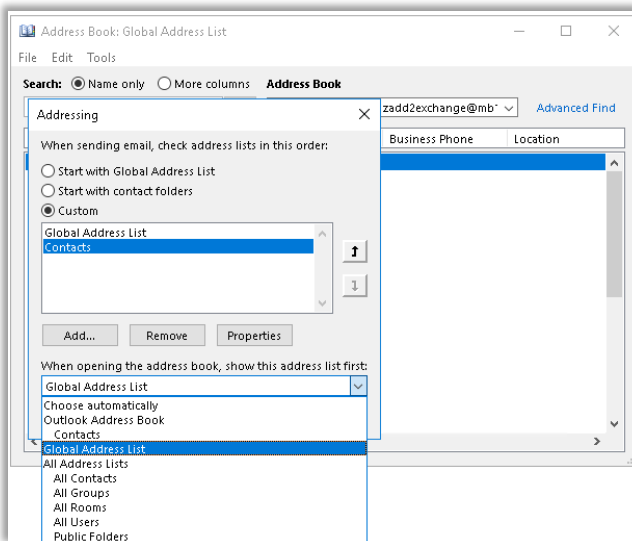 Address Book: Global Address List
File Edit Tools
Search: Name only More columns Address Book
zadd2exchange@mb Advanced Find
Business Phone Location
Addressing
When sending email, check address lists in this order:
Start with Global Address List
Start with contact folders
Custom
Global Address List
Contacts
Add... Remove Properties
When opening the address book, show this address list first:
Global Address List
Choose automatically
Outlook Address Book
Contacts
Global Address List
All Address Lists
All Contacts
All Groups
All Rooms
All Users
Public Folders